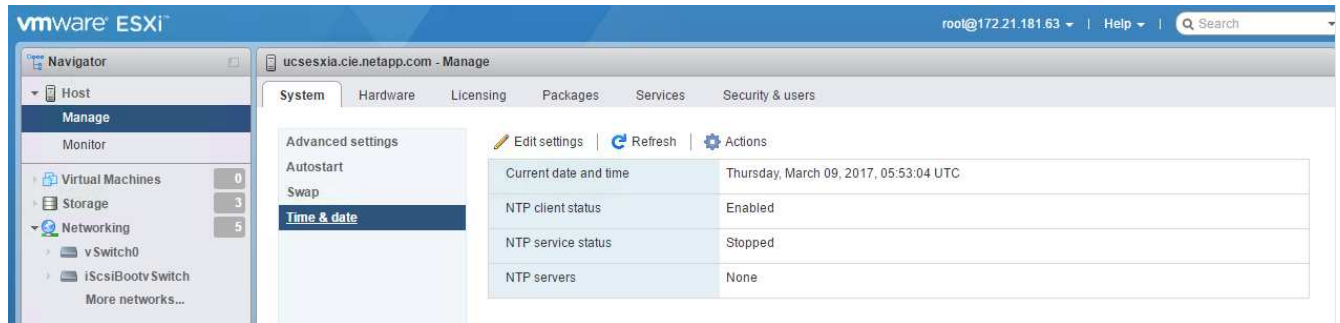 vmware ESXi™
root@172.21.181.63 | Help | Search
Navigator
Host
Manage
Monitor
Virtual Machines 0
Storage 3
Networking 5
vSwitch0
iScsiBootvSwitch
More networks...
ucsesxia.cie.netapp.com - Manage
System Hardware Licensing Packages Services Security & users
Advanced settings
Autostart
Swap
Time & date
Edit settings | Refresh | Actions
Current date and time Thursday, March 09, 2017, 05:53:04 UTC
NTP client status Enabled
NTP service status Stopped
NTP servers None